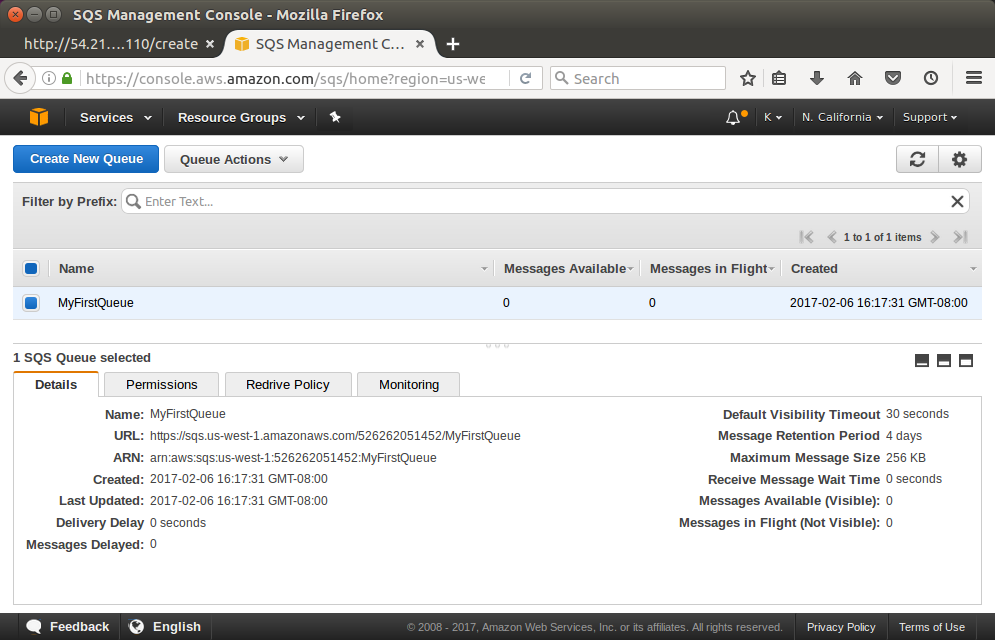 SQS Management Console - Mozilla Firefox
http://54.21....110/create SQS Management C...
https://console.aws.amazon.com/sqs/home?region=us-we Search
Services Resource Groups K N. California Support
Create New Queue Queue Actions
Filter by Prefix: Enter Text...
1 to 1 of 1 items
Name Messages Available Messages in Flight Created
MyFirstQueue 0 0 2017-02-06 16:17:31 GMT-08:00
1 SQS Queue selected
Details Permissions Redrive Policy Monitoring
Name: MyFirstQueue Default Visibility Timeout 30 seconds
URL: https://sqs.us-west-1.amazonaws.com/526262051452/MyFirstQueue Message Retention Period 4 days
ARN: arn:aws:sqs:us-west-1:526262051452:MyFirstQueue Maximum Message Size 256 KB
Created: 2017-02-06 16:17:31 GMT-08:00 Receive Message Wait Time 0 seconds
Last Updated: 2017-02-06 16:17:31 GMT-08:00 Messages Available (Visible): 0
Delivery Delay 0 seconds Messages in Flight (Not Visible): 0
Messages Delayed: 0
Feedback English © 2008 - 2017, Amazon Web Services, Inc. or its affiliates. All rights reserved. Privacy Policy Terms of Use